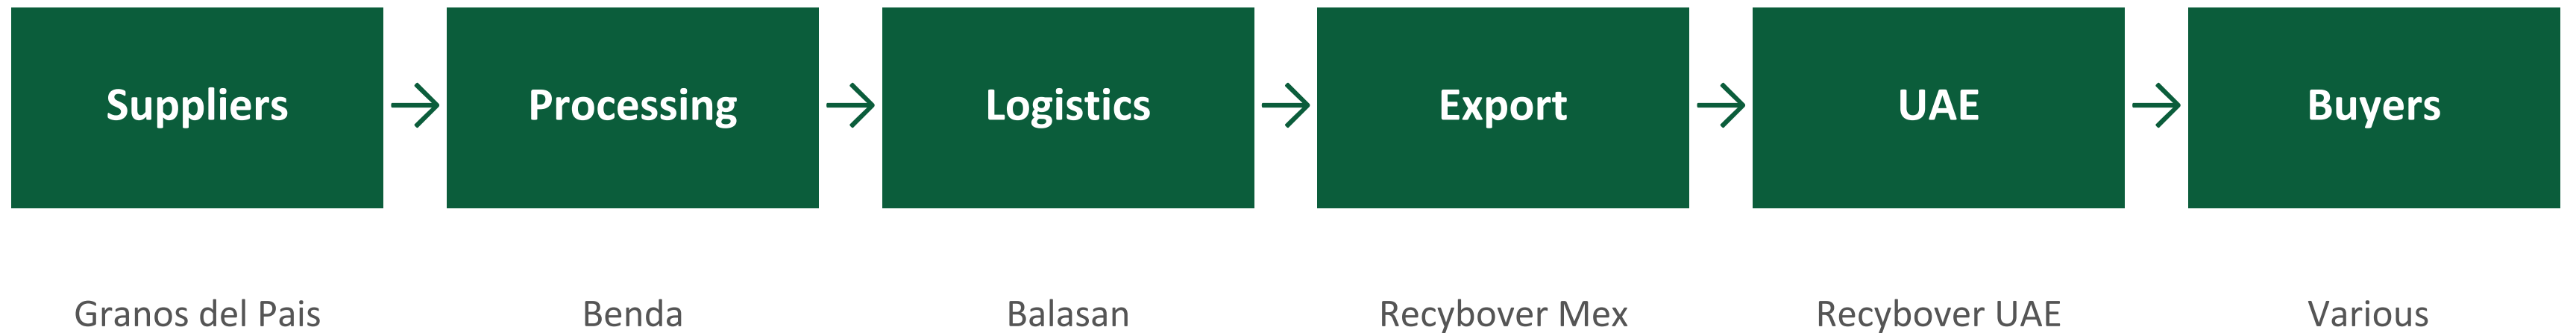 Suppliers
Processing
Logistics
Export
UAE
Buyers
Granos del Pais
Benda
Balasan
Recybover Mex
Recybover UAE
Various